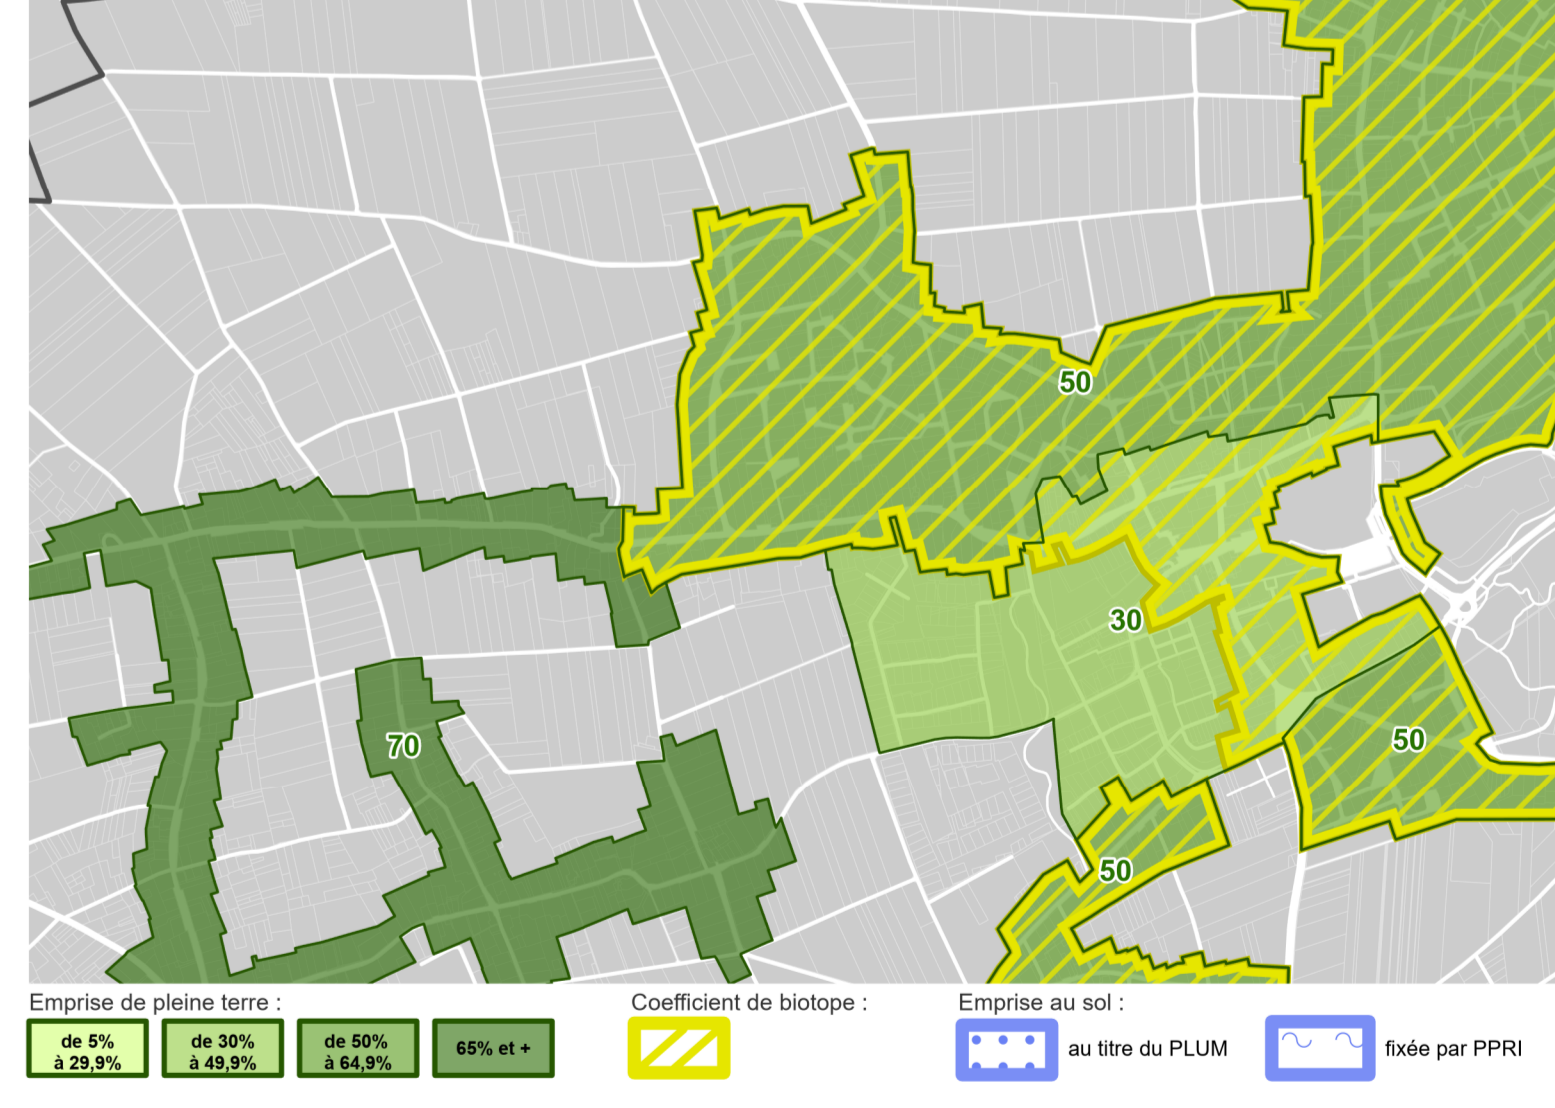 50
30
70
50
50
Emprise de pleine terre :
Coefficient de biotope :
Emprise au sol :
de 5%
à 29,9%
de 30%
à 49,9%
de 50%
à 64,9%
65% et +
au titre du PLUM
fixée par PPRI